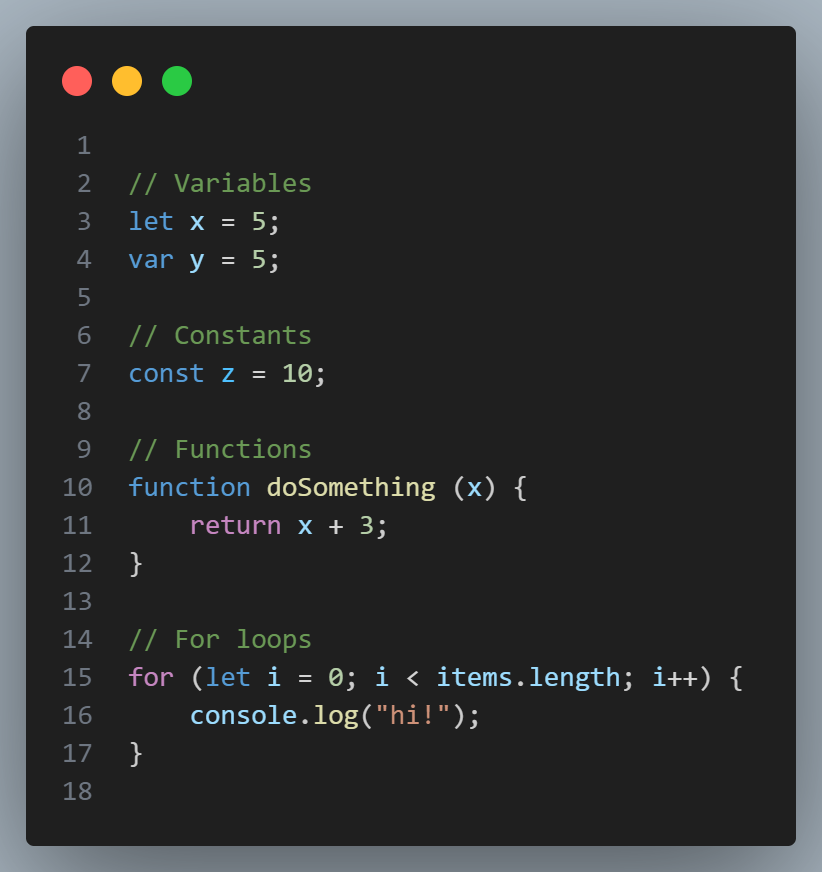 1
2 // Variables
3 let x = 5;
4 var y = 5;
5
6 // Constants
7 const z = 10;
8
9 // Functions
10 function doSomething (x) {
11     return x + 3;
12 }
13
14 // For loops
15 for (let i = 0; i < items.length; i++) {
16     console.log("hi!");
17 }
18